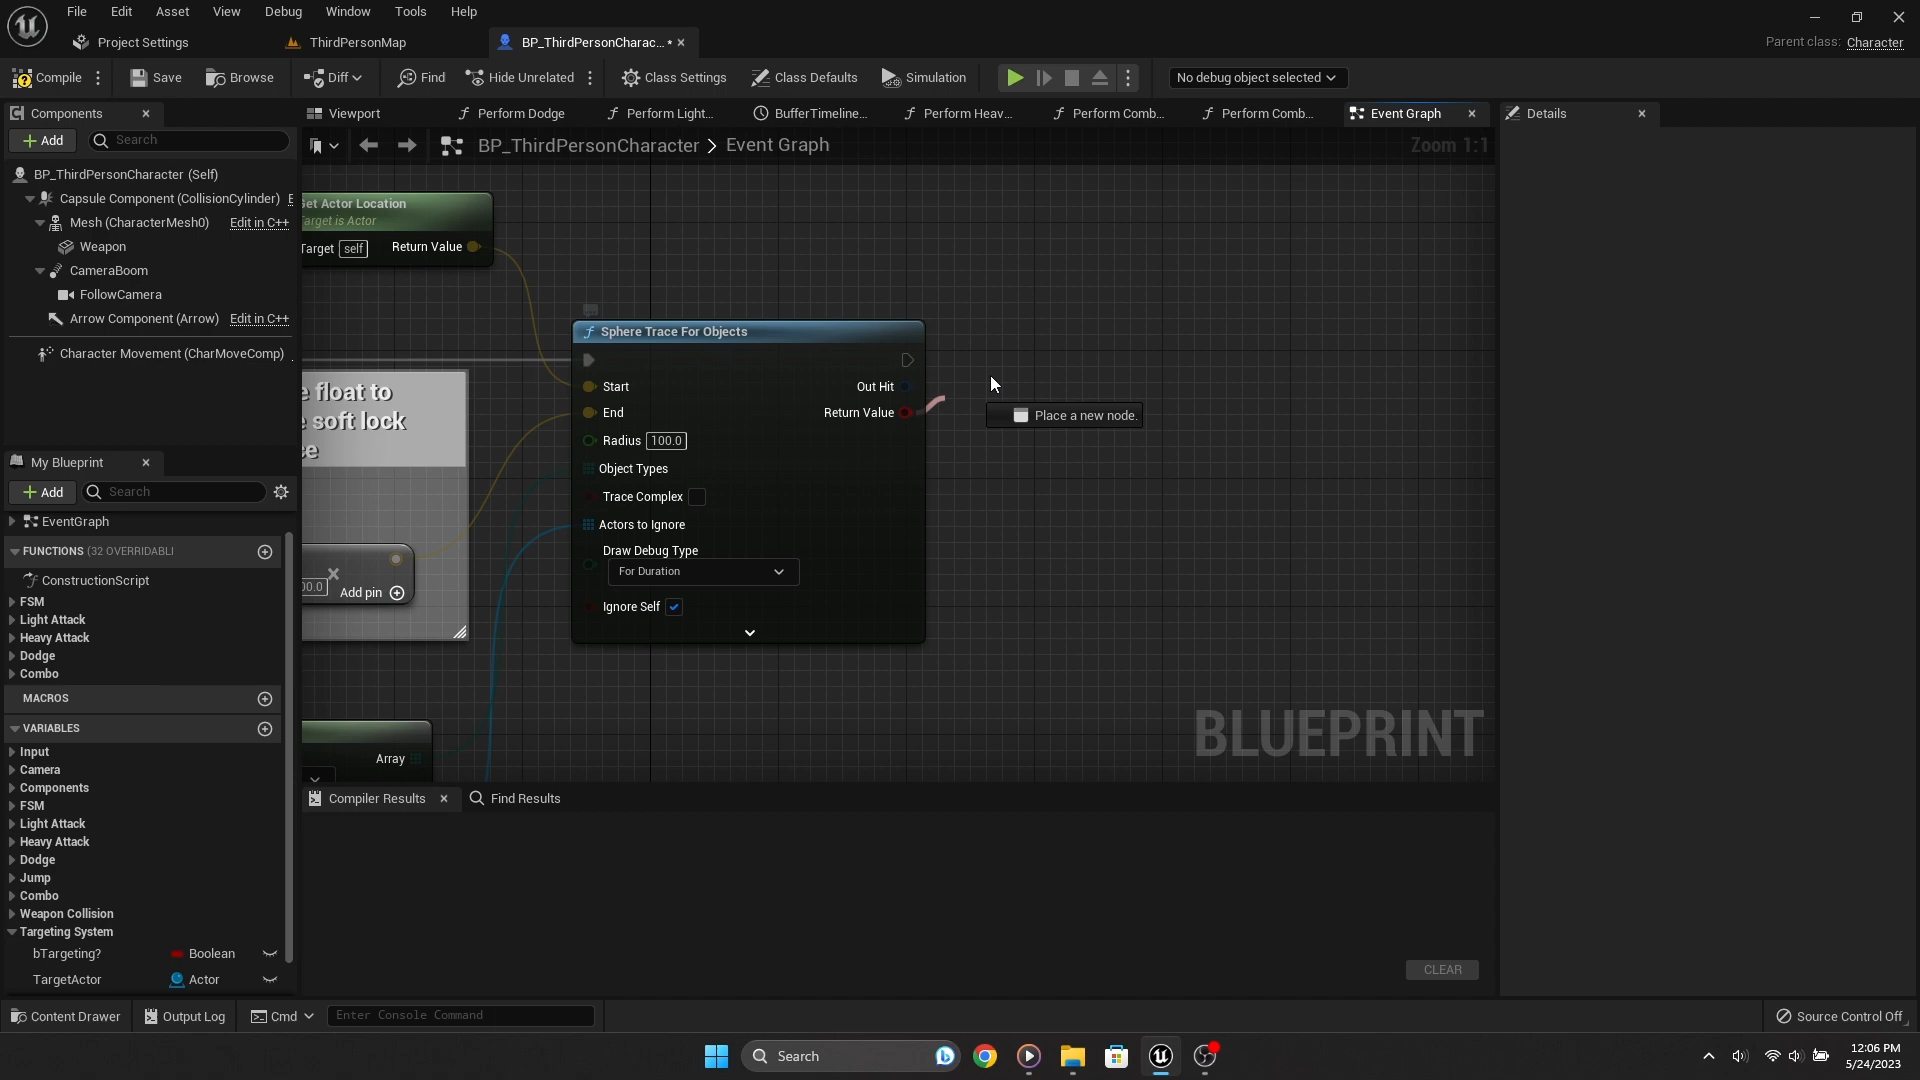 File Edit Asset View Debug Window Tools Help
Project Settings ThirdPersonMap BP_ThirdPersonCharac... *
Parent class: Character
Compile Save Browse Diff Find Hide Unrelated Class Settings Class Defaults Simulation No debug object selected
Components Viewport Perform Dodge Perform Light... BufferTimeline... Perform Heav... Perform Comb... Perform Comb... Event Graph Details
Add Search
BP_ThirdPersonCharacter > Event Graph Zoom 1:1
BP_ThirdPersonCharacter (Self)
Capsule Component (CollisionCylinder) E
Mesh (CharacterMesh0) Edit in C++
Weapon
CameraBoom
FollowCamera
Arrow Component (Arrow) Edit in C++
Character Movement (CharMoveComp)
Get Actor Location
Target is Actor
Target self Return Value
Sphere Trace For Objects
Start Out Hit
End Return Value
Radius 100.0
Object Types
Trace Complex
Actors to Ignore
Draw Debug Type
For Duration
Ignore Self
Place a new node.
e float to
e soft lock
ce
00.0 Add pin
Array
BLUEPRINT
My Blueprint
Add Search
EventGraph
FUNCTIONS (32 OVERRIDABLI
ConstructionScript
FSM
Light Attack
Heavy Attack
Dodge
Combo
MACROS
VARIABLES
Input
Camera
Components
FSM
Light Attack
Heavy Attack
Dodge
Jump
Combo
Weapon Collision
Targeting System
bTargeting? Boolean
TargetActor Actor
Compiler Results Find Results
CLEAR
Content Drawer Output Log Cmd Enter Console Command Source Control Off
Search
12:06 PM
5/24/2023